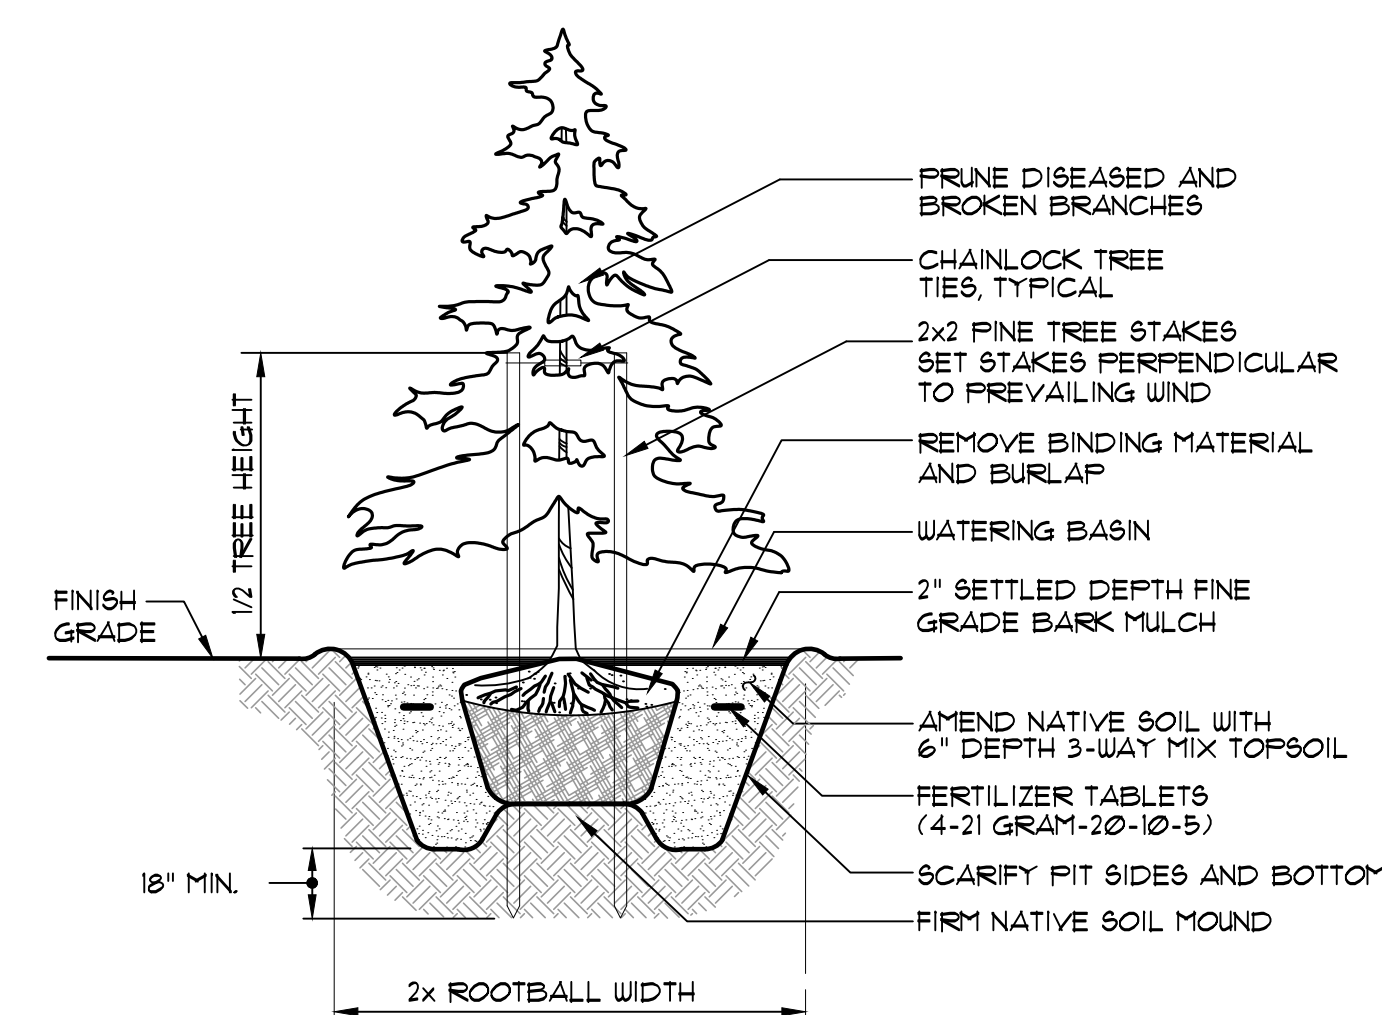 PRUNE DISEASED AND
BROKEN BRANCHES
CHAINLOCK TREE
TIES, TYPICAL
2x2 PINE TREE STAKES
SET STAKES PERPENDICULAR
TO PREVAILING WIND
REMOVE BINDING MATERIAL
AND BURLAP
WATERING BASIN
2" SETTLED DEPTH FINE
GRADE BARK MULCH
AMEND NATIVE SOIL WITH
6" DEPTH 3-WAY MIX TOPSOIL
FERTILIZER TABLETS
(4-21 GRAM-20-10-5)
SCARIFY PIT SIDES AND BOTTOM
FIRM NATIVE SOIL MOUND
1/2 TREE HEIGHT
FINISH
GRADE
18" MIN.
2x ROOTBALL WIDTH